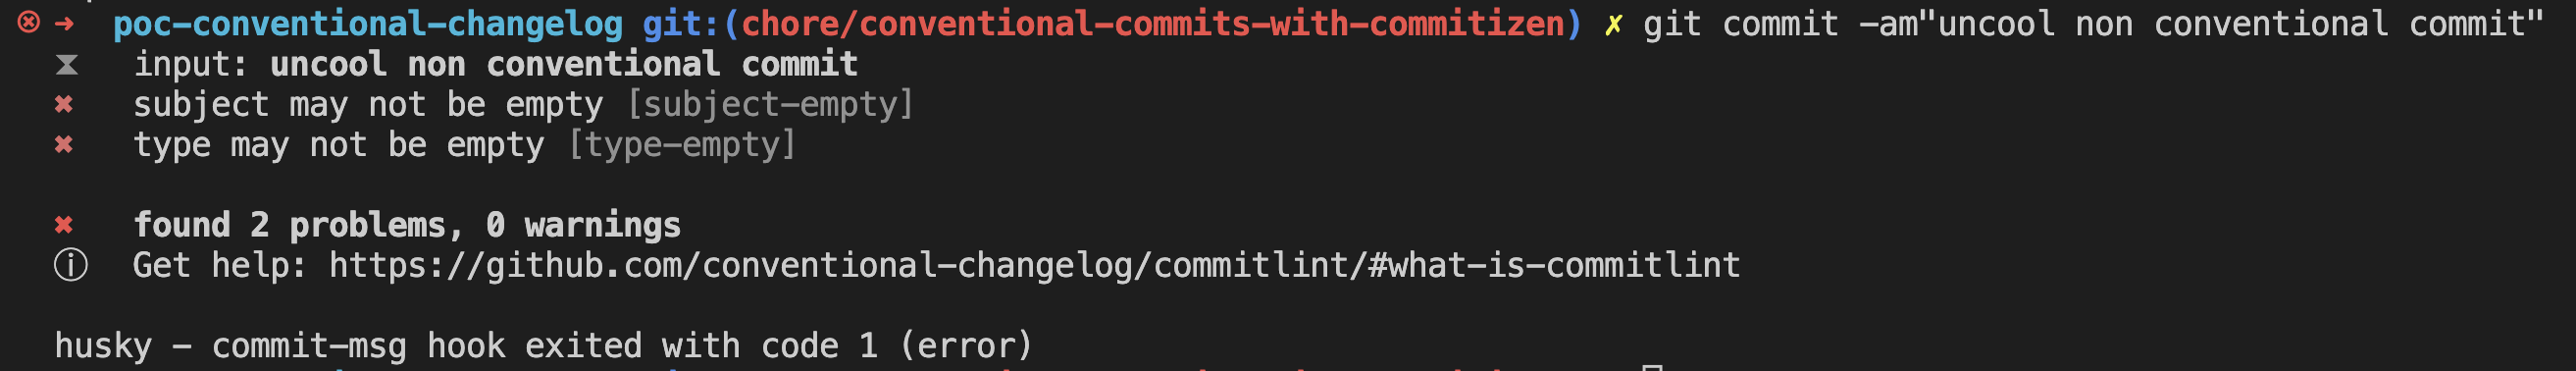 ➜ poc-conventional-changelog git:(chore/conventional-commits-with-commitizen) ✗ git commit -am"uncool non conventional commit"
⧗ input: uncool non conventional commit
✖ subject may not be empty [subject-empty]
✖ type may not be empty [type-empty]
✖ found 2 problems, 0 warnings
ⓘ Get help: https://github.com/conventional-changelog/commitlint/#what-is-commitlint
husky - commit-msg hook exited with code 1 (error)